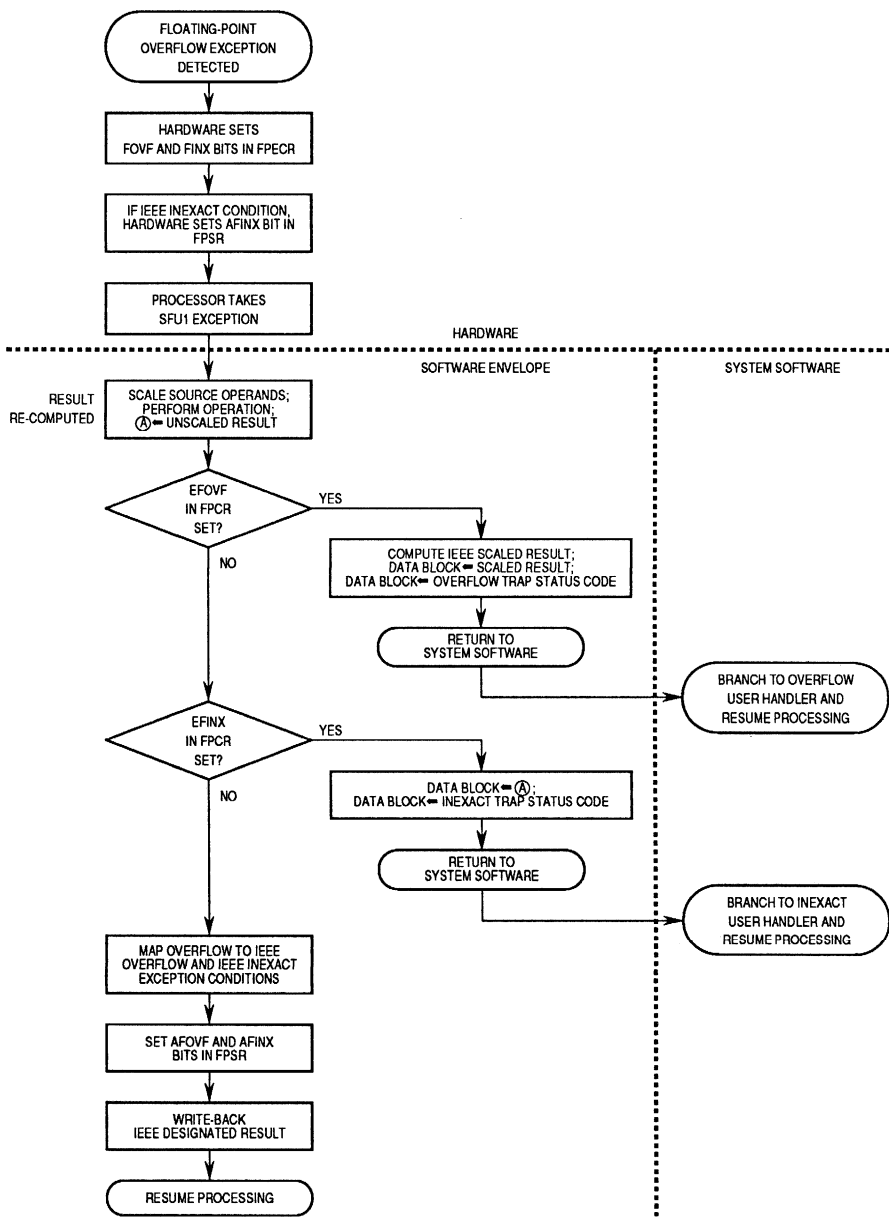 FLOATING-POINT
OVERFLOW EXCEPTION
DETECTED
HARDWARE SETS
FOVF AND FINX BITS IN FPECR
IF IEEE INEXACT CONDITION,
HARDWARE SETS AFINX BIT IN
FPSR
PROCESSOR TAKES
SFU1 EXCEPTION
HARDWARE
SOFTWARE ENVELOPE
SYSTEM SOFTWARE
RESULT
RE-COMPUTED
SCALE SOURCE OPERANDS;
PERFORM OPERATION;
Ⓐ← UNSCALED RESULT
EFOVF
IN FPCR
SET?
YES
NO
COMPUTE IEEE SCALED RESULT;
DATA BLOCK← SCALED RESULT;
DATA BLOCK← OVERFLOW TRAP STATUS CODE
RETURN TO
SYSTEM SOFTWARE
BRANCH TO OVERFLOW
USER HANDLER AND
RESUME PROCESSING
EFINX
IN FPCR
SET?
YES
NO
DATA BLOCK← Ⓐ;
DATA BLOCK← INEXACT TRAP STATUS CODE
RETURN TO
SYSTEM SOFTWARE
BRANCH TO INEXACT
USER HANDLER AND
RESUME PROCESSING
MAP OVERFLOW TO IEEE
OVERFLOW AND IEEE INEXACT
EXCEPTION CONDITIONS
SET AFOVF AND AFINX
BITS IN FPSR
WRITE-BACK
IEEE DESIGNATED RESULT
RESUME PROCESSING